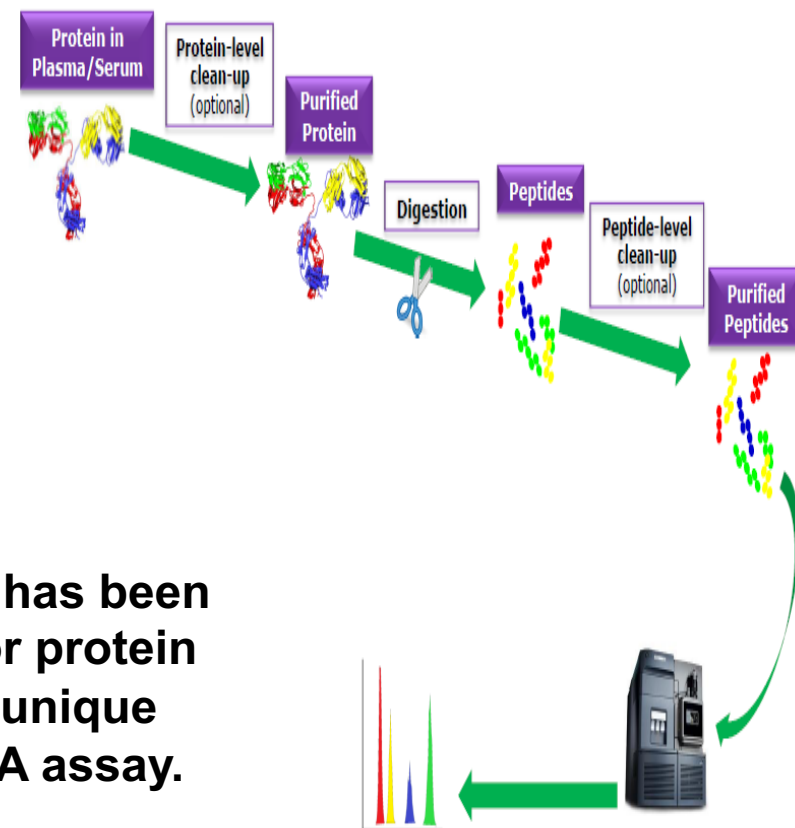 Protein in
Plasma/Serum
Protein-level
clean-up
(optional)
Purified
Protein
Digestion
Peptides
Peptide-level
clean-up
(optional)
Purified
Peptides
has been
or protein
unique
A assay.